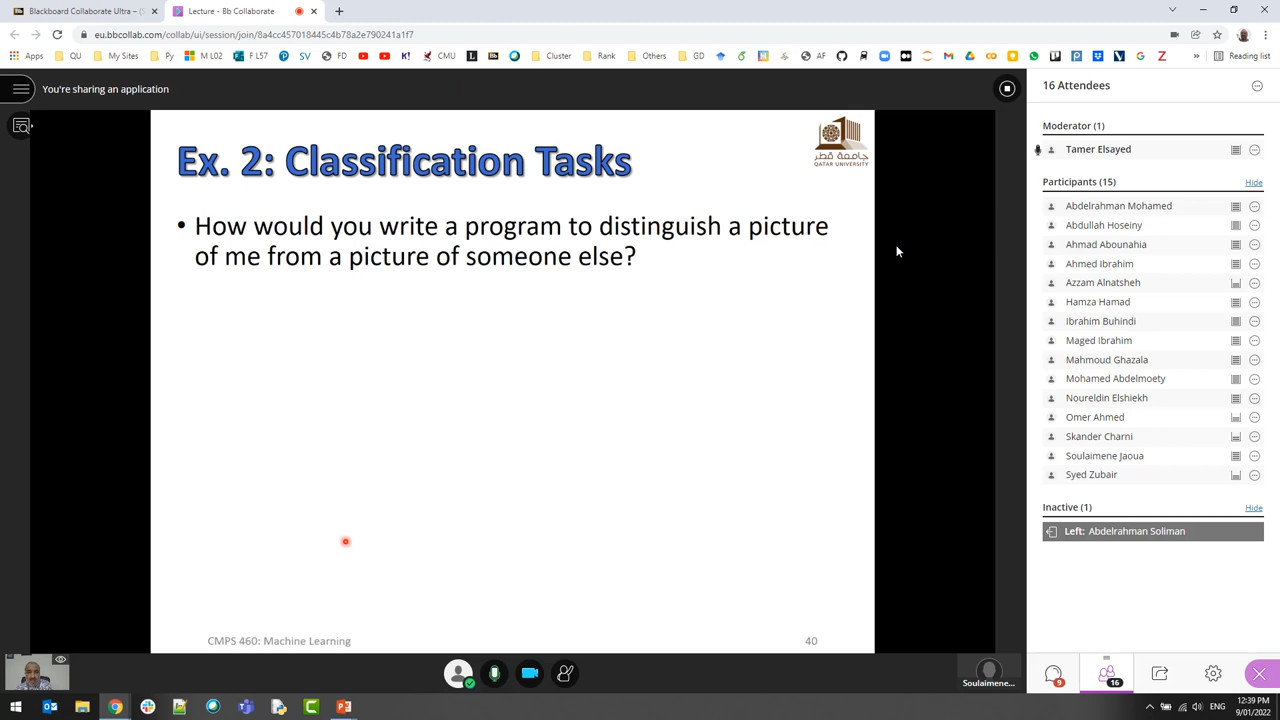 Blackboard Collaborate Ultra – (S
Lecture - Bb Collaborate
eu.bbcollab.com/collab/ui/session/join/8a4cc457018445c4b78a2e790241a1f7
Apps QU My Sites Py M L02 F L57 SV FD K! CMU L Bb Cluster Rank Others GD AF Reading list
You're sharing an application
16 Attendees
Moderator (1)
Tamer Elsayed
Participants (15) Hide
Abdelrahman Mohamed
Abdullah Hoseiny
Ahmad Abounahia
Ahmed Ibrahim
Azzam Alnatsheh
Hamza Hamad
Ibrahim Buhindi
Maged Ibrahim
Mahmoud Ghazala
Mohamed Abdelmoety
Noureldin Elshiekh
Omer Ahmed
Skander Charni
Soulaimene Jaoua
Syed Zubair
Inactive (1) Hide
Left: Abdelrahman Soliman
جامعة قطر
QATAR UNIVERSITY
Ex. 2: Classification Tasks
• How would you write a program to distinguish a picture
of me from a picture of someone else?
CMPS 460: Machine Learning 40
Soulaimene...
9 16
ENG 12:39 PM
9/01/2022